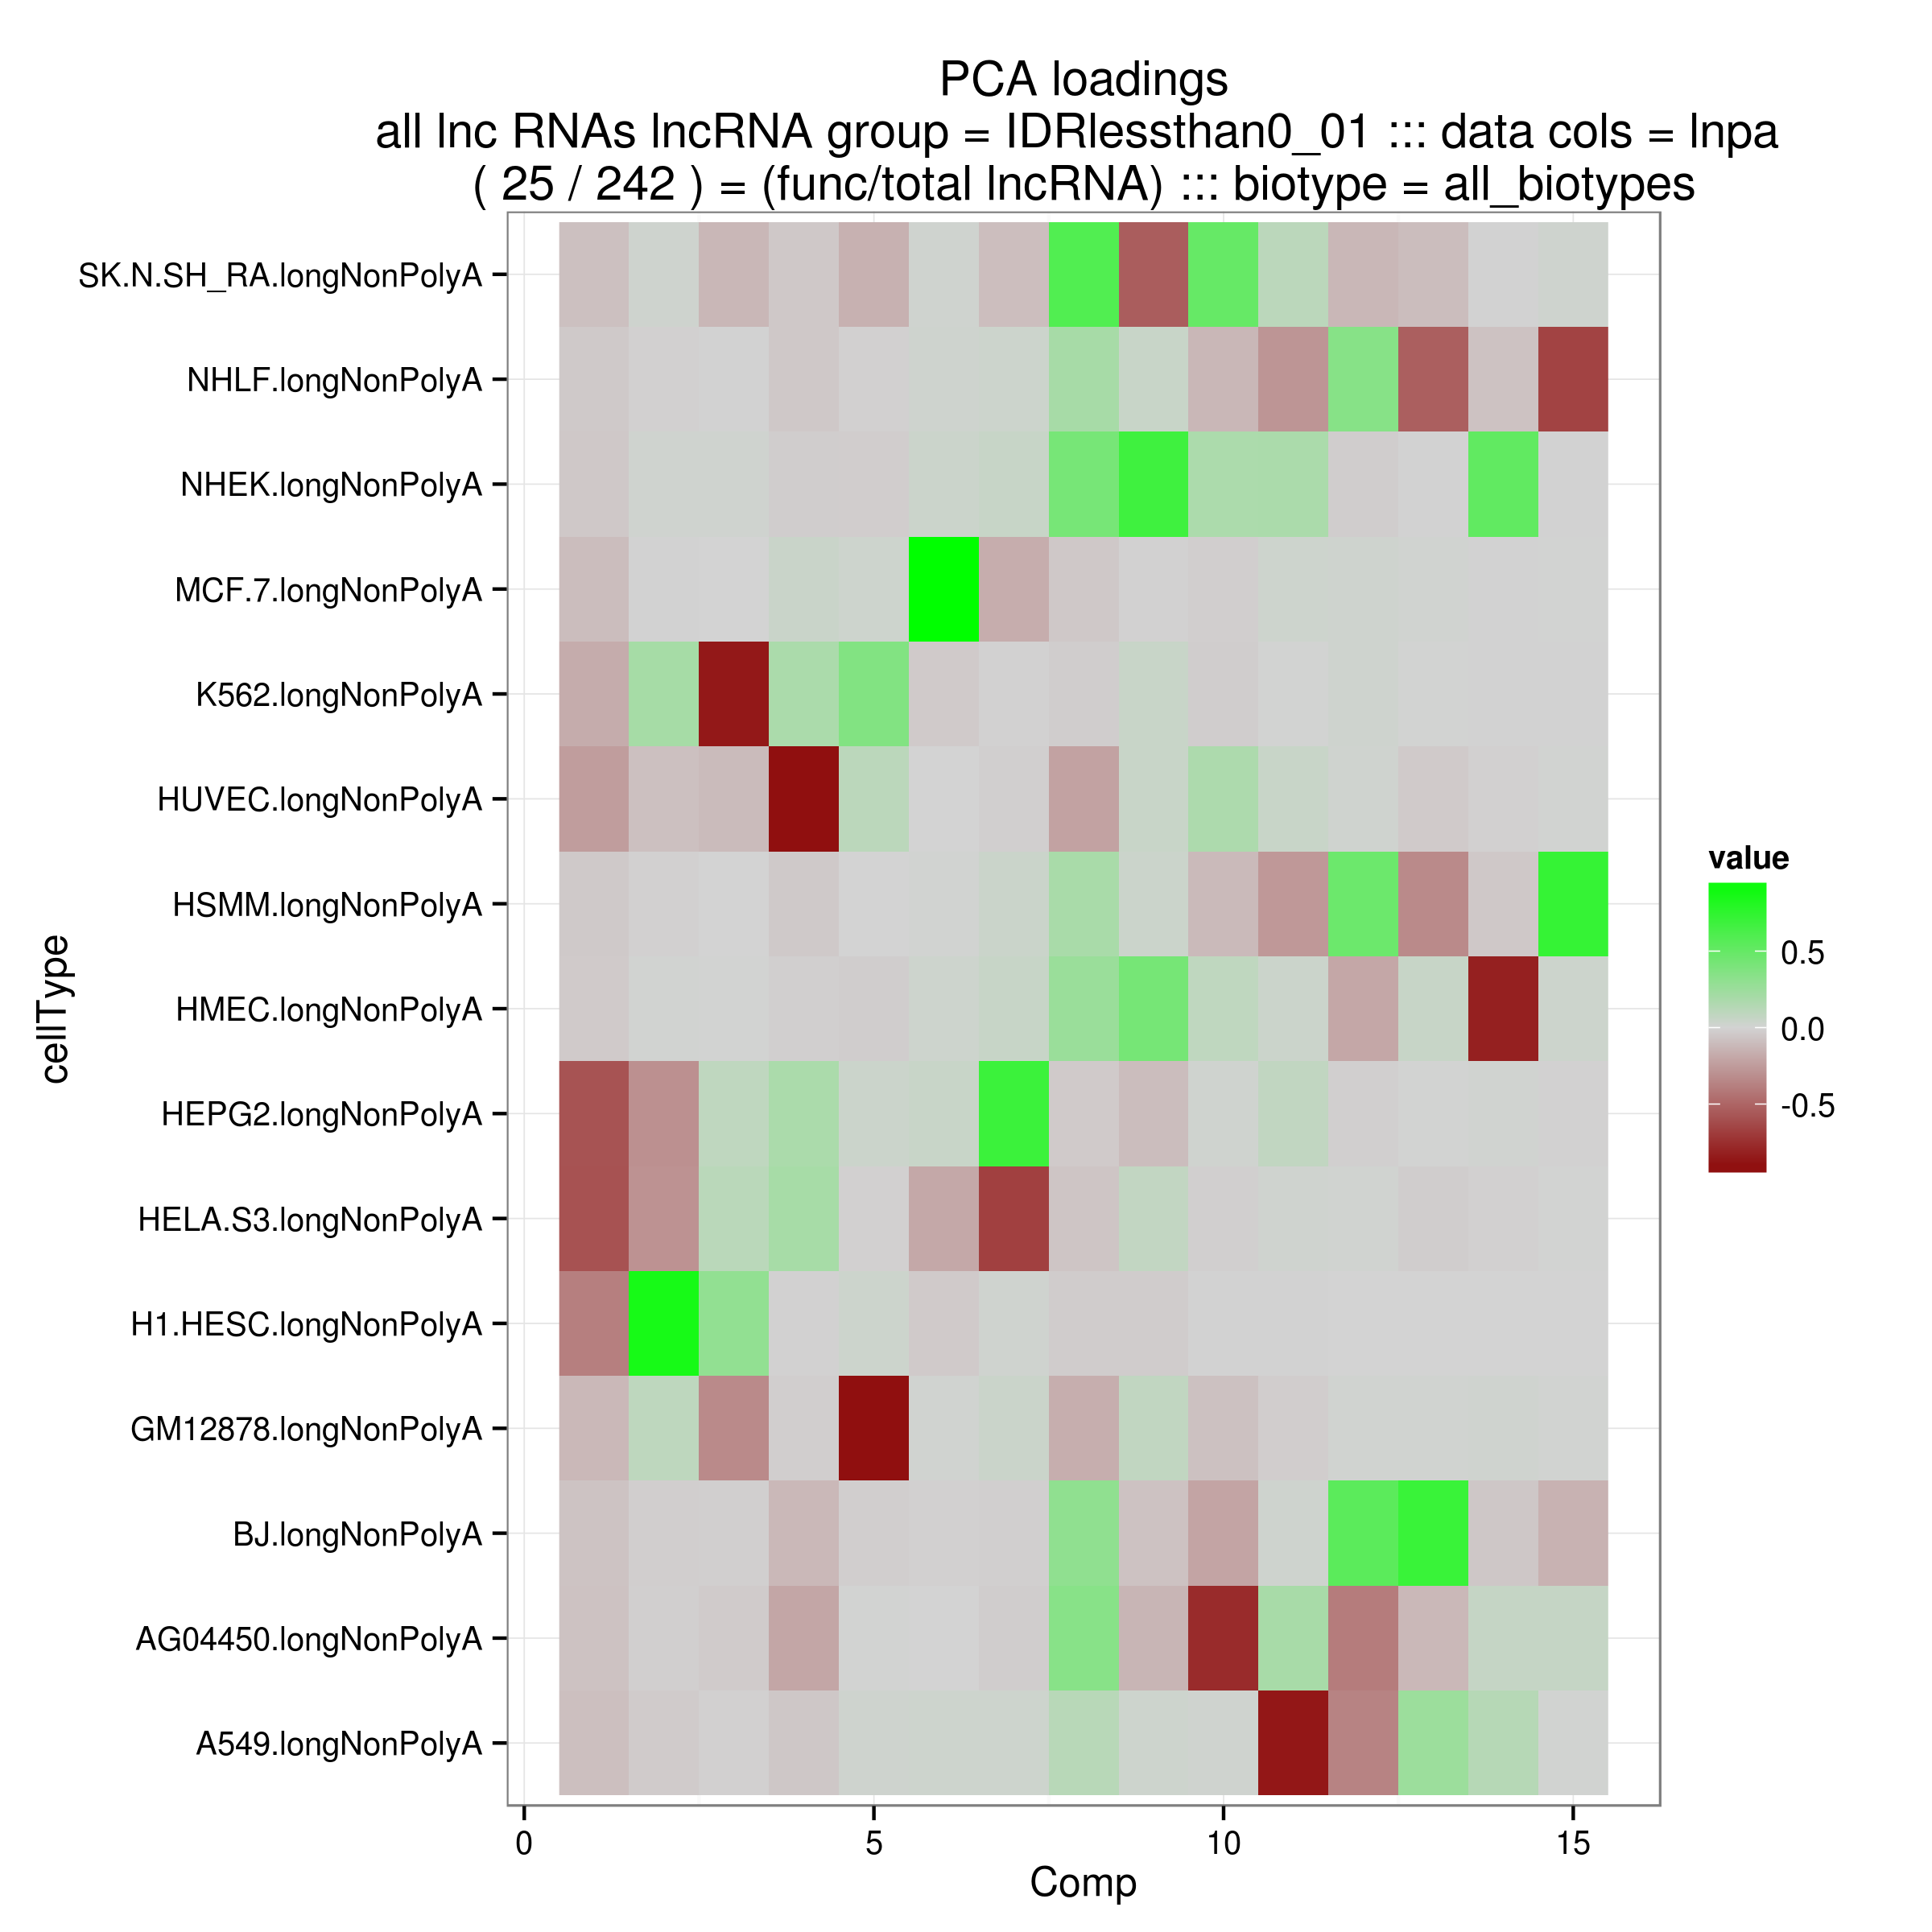 PCA loadings
all lnc RNAs lncRNA group = IDRlessthan0_01 ::: data cols = lnpa
( 25 / 242 ) = (func/total lncRNA) ::: biotype = all_biotypes
cellType
SK.N.SH_RA.longNonPolyA
NHLF.longNonPolyA
NHEK.longNonPolyA
MCF.7.longNonPolyA
K562.longNonPolyA
HUVEC.longNonPolyA
HSMM.longNonPolyA
HMEC.longNonPolyA
HEPG2.longNonPolyA
HELA.S3.longNonPolyA
H1.HESC.longNonPolyA
GM12878.longNonPolyA
BJ.longNonPolyA
AG04450.longNonPolyA
A549.longNonPolyA
0 5 10 15
Comp
value
0.5
0.0
-0.5